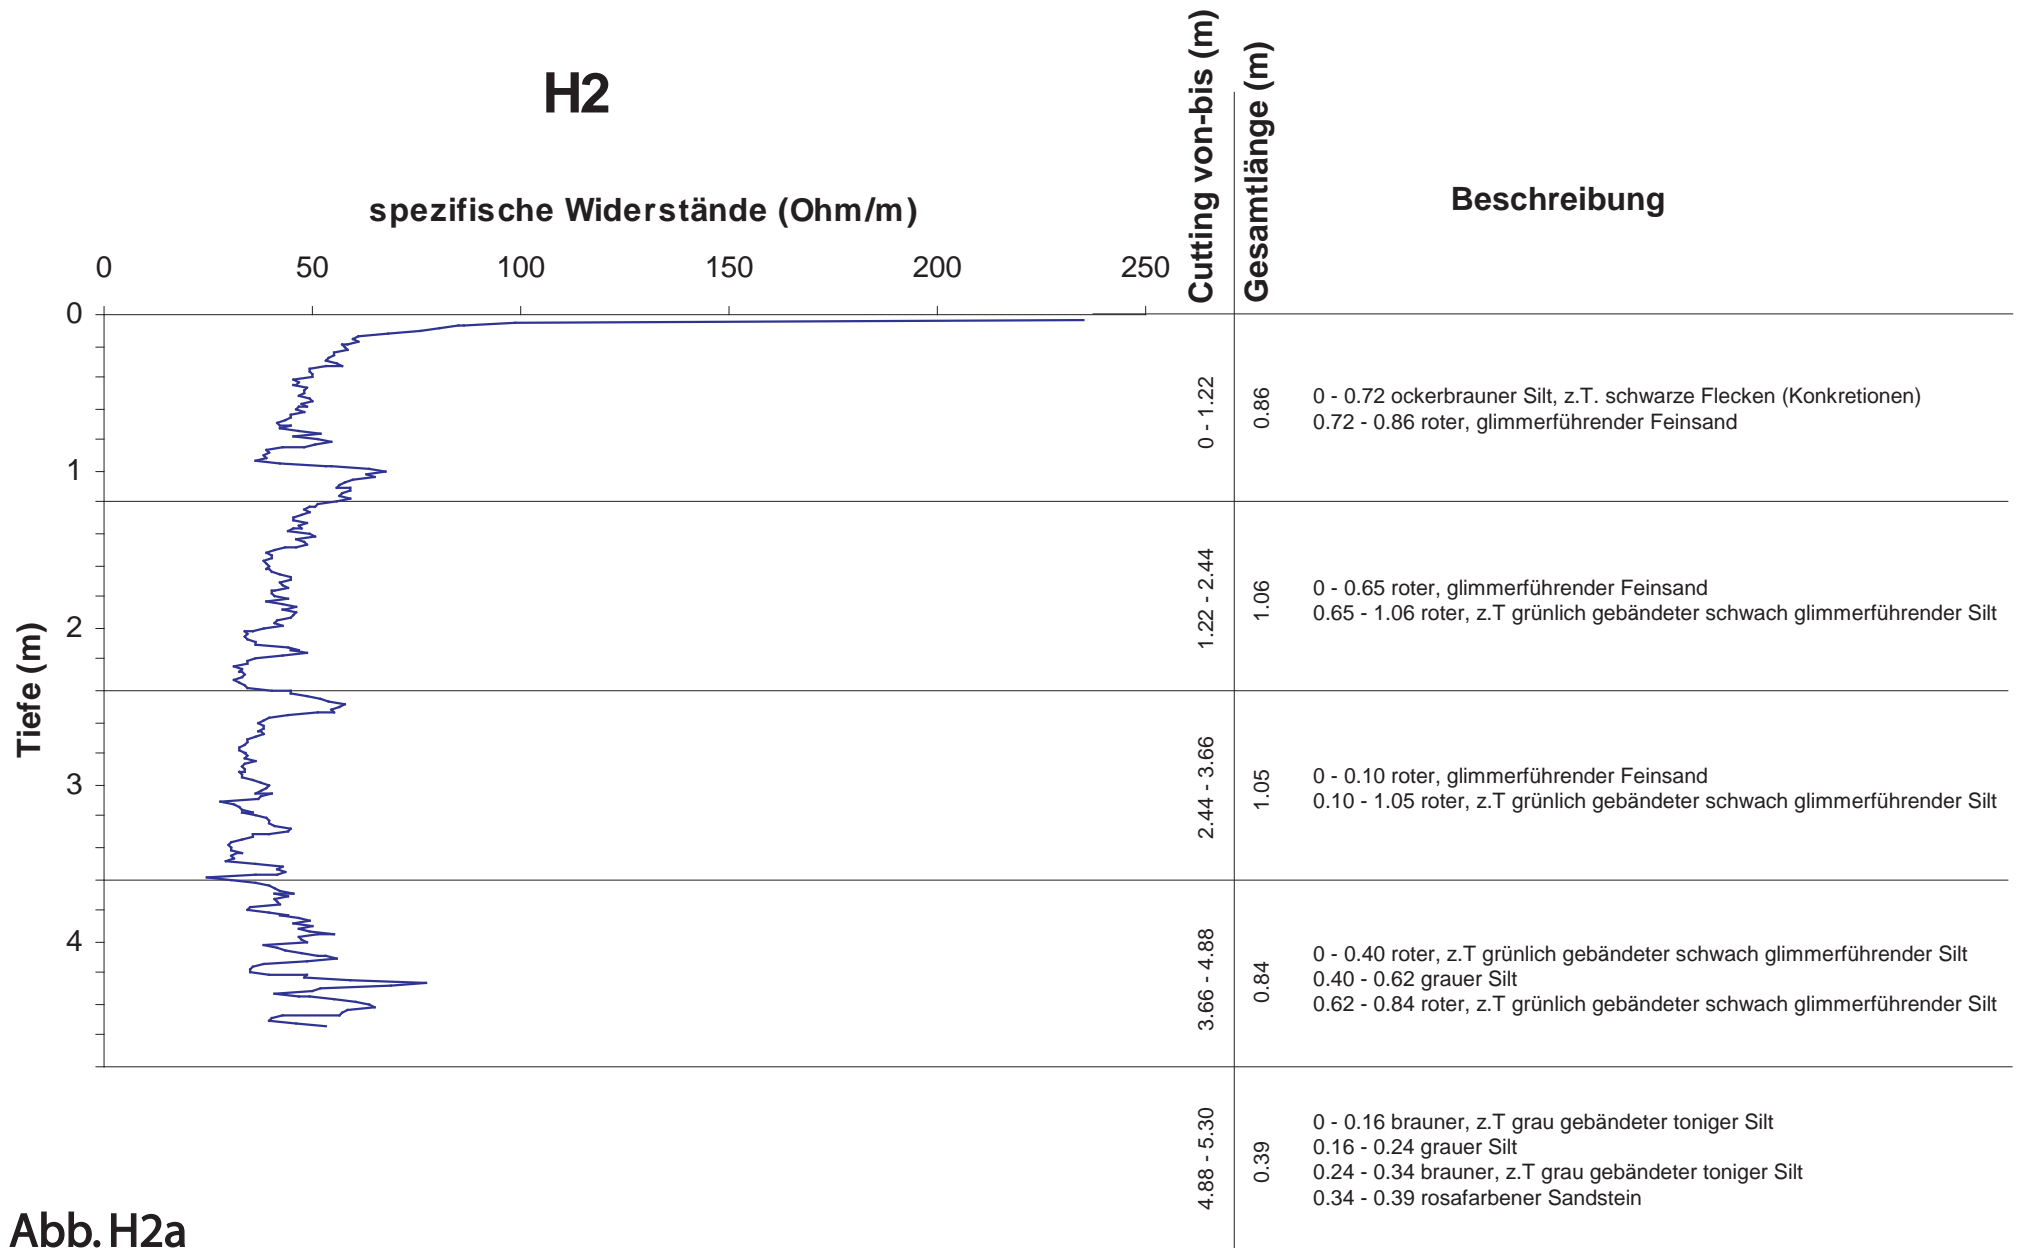 H2
spezifische Widerstände (Ohm/m)
Cutting von-bis (m)
Gesamtlänge (m)
Beschreibung
0 50 100 150 200 250
Tiefe (m)
0
1
2
3
4
0 - 1.22
0.86
0 - 0.72 ockerbrauner Silt, z.T. schwarze Flecken (Konkretionen)
0.72 - 0.86 roter, glimmerführender Feinsand
1.22 - 2.44
1.06
0 - 0.65 roter, glimmerführender Feinsand
0.65 - 1.06 roter, z.T grünlich gebändeter schwach glimmerführender Silt
2.44 - 3.66
1.05
0 - 0.10 roter, glimmerführender Feinsand
0.10 - 1.05 roter, z.T grünlich gebändeter schwach glimmerführender Silt
3.66 - 4.88
0.84
0 - 0.40 roter, z.T grünlich gebändeter schwach glimmerführender Silt
0.40 - 0.62 grauer Silt
0.62 - 0.84 roter, z.T grünlich gebändeter schwach glimmerführender Silt
4.88 - 5.30
0.39
0 - 0.16 brauner, z.T grau gebändeter toniger Silt
0.16 - 0.24 grauer Silt
0.24 - 0.34 brauner, z.T grau gebändeter toniger Silt
0.34 - 0.39 rosafarbener Sandstein
Abb. H2a